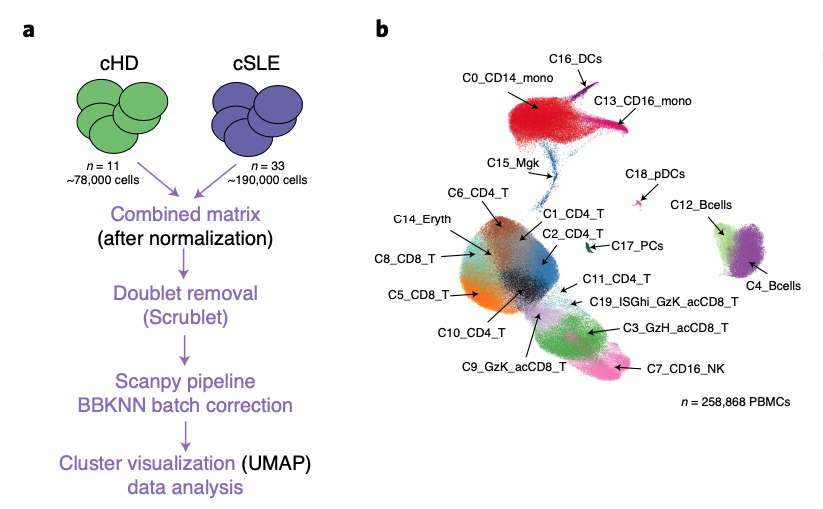 a
cHD
cSLE
n = 11
~78,000 cells
n = 33
~190,000 cells
Combined matrix
(after normalization)
Doublet removal
(Scrublet)
Scanpy pipeline
BBKNN batch correction
Cluster visualization (UMAP)
data analysis
b
C16_DCs
C0_CD14_mono
C13_CD16_mono
C15_Mgk
C18_pDCs
C6_CD4_T
C12_Bcells
C14_Eryth
C1_CD4_T
C2_CD4_T
C17_PCs
C8_CD8_T
C11_CD4_T
C4_Bcells
C5_CD8_T
C19_ISGhi_GzK_acCD8_T
C10_CD4_T
C3_GzH_acCD8_T
C9_GzK_acCD8_T
C7_CD16_NK
n = 258,868 PBMCs